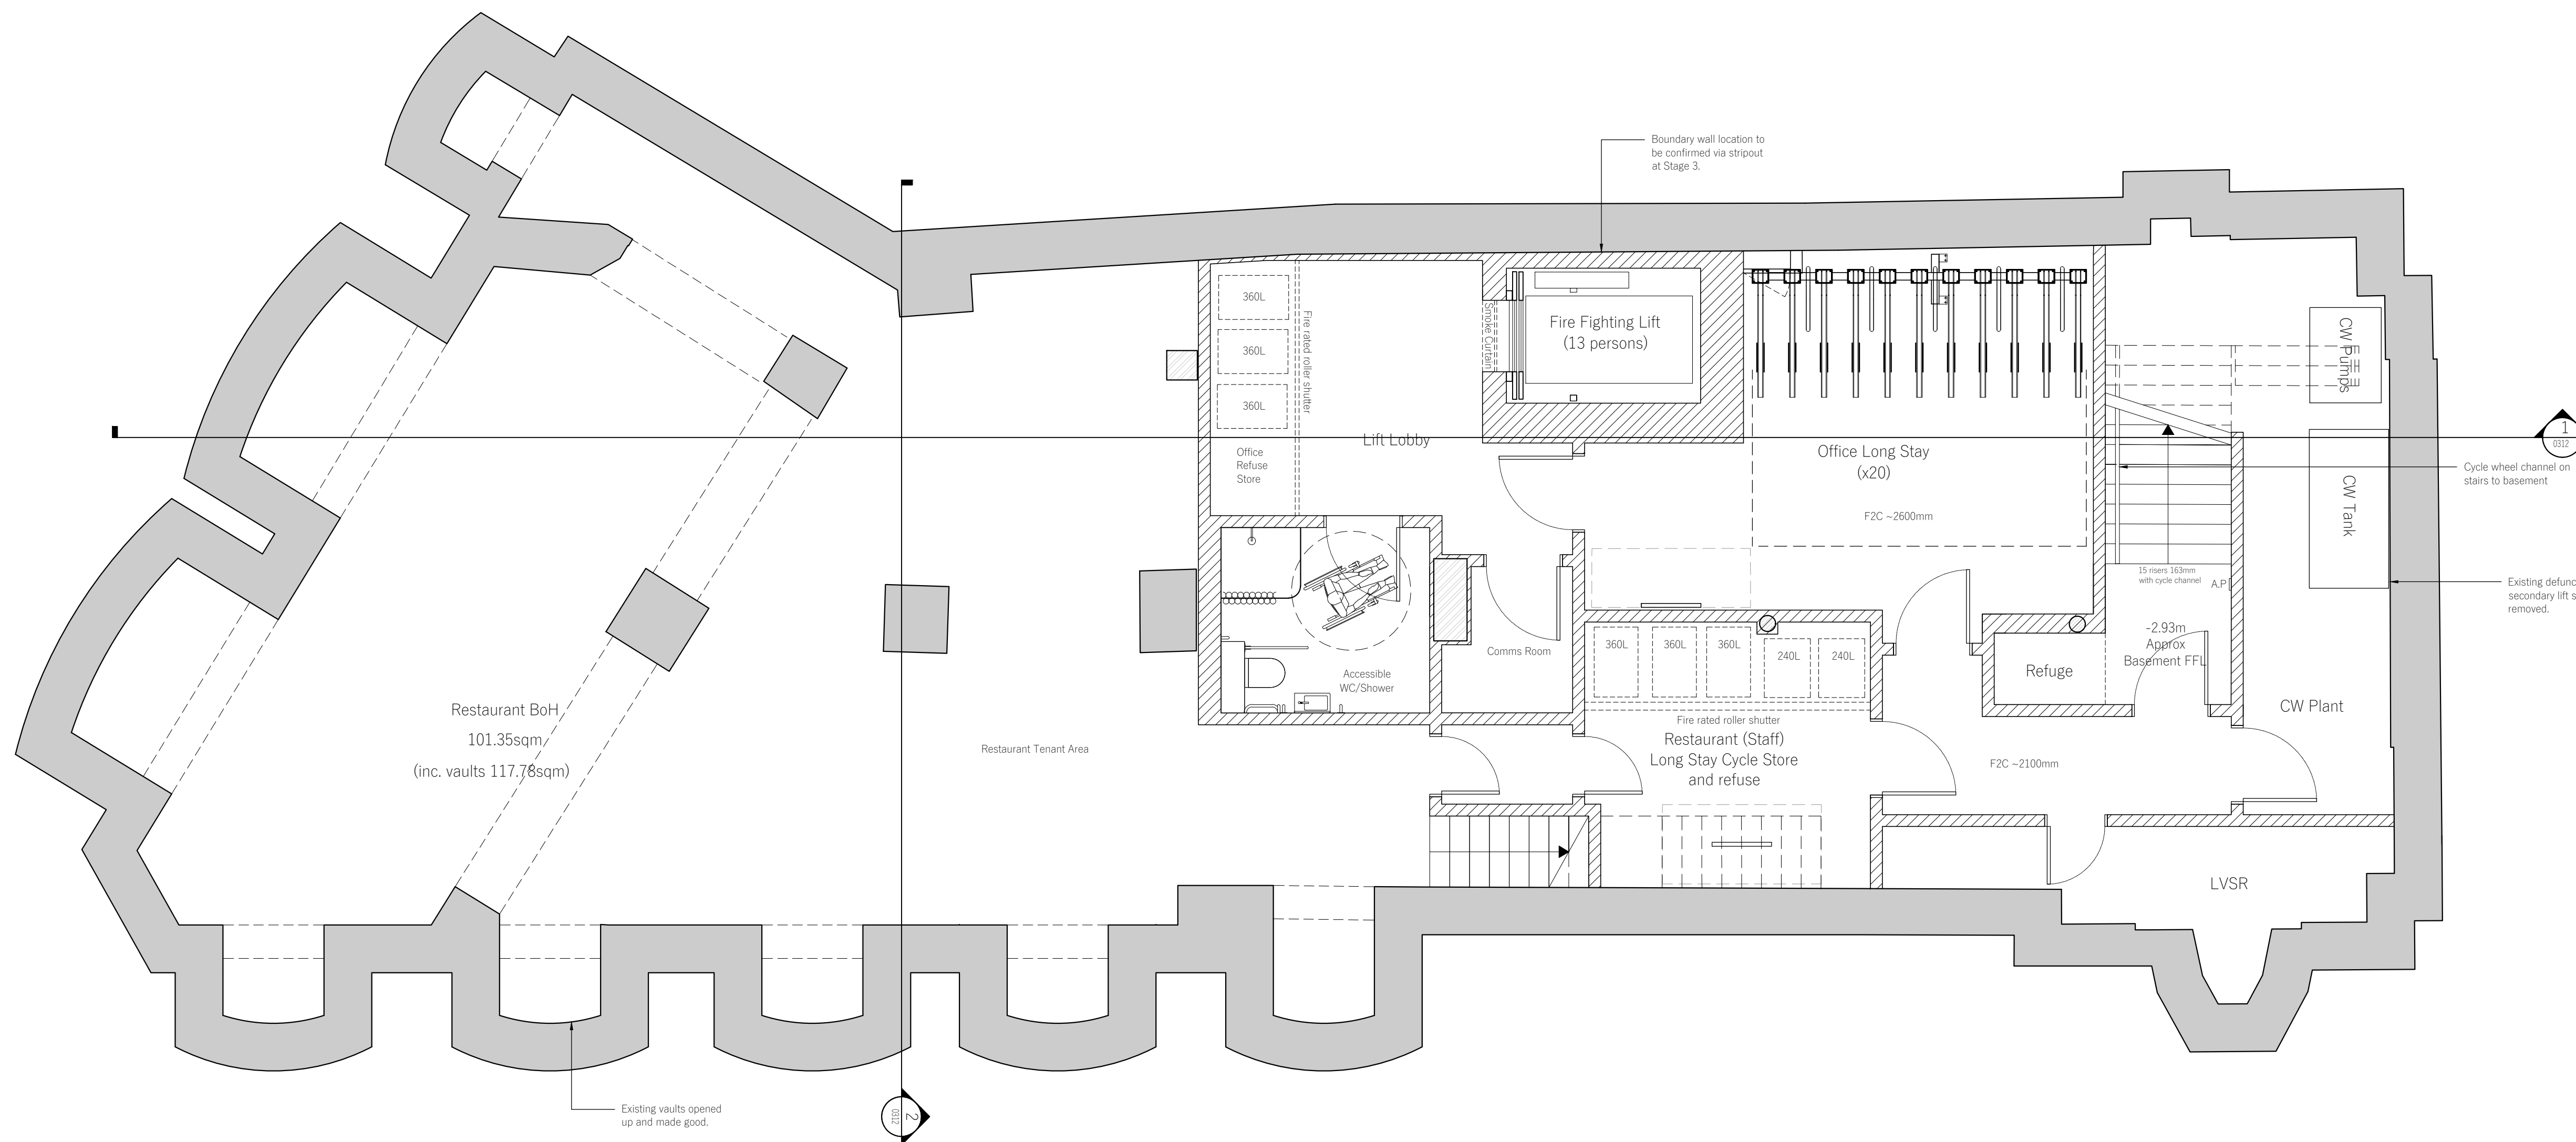 Boundary wall location to
be confirmed via stripout
at Stage 3.
360L
360L
360L
Fire rated roller shutter
Office
Refuse
Store
Lift Lobby
Smoke Curtain
Fire Fighting Lift
(13 persons)
Office Long Stay
(x20)
F2C ~2600mm
CW Pumps
CW Tank
1
0312
Cycle wheel channel on
stairs to basement
15 risers 163mm
with cycle channel
A.P
Existing defunc
secondary lift s
removed.
-2.93m
Approx
Basement FFL
Refuge
CW Plant
Comms Room
Accessible
WC/Shower
360L
360L
360L
240L
240L
Fire rated roller shutter
Restaurant (Staff)
Long Stay Cycle Store
and refuse
F2C ~2100mm
Restaurant BoH
101.35sqm
(inc. vaults 117.78sqm)
Restaurant Tenant Area
LVSR
Existing vaults opened
up and made good.
2
0312